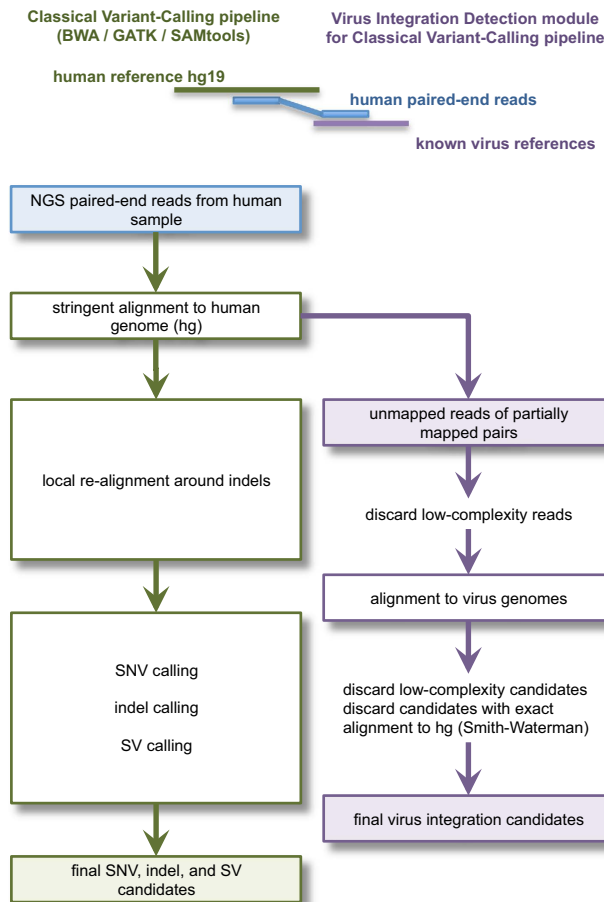 Classical Variant-Calling pipeline
(BWA / GATK / SAMtools)
Virus Integration Detection module
for Classical Variant-Calling pipeline
human reference hg19
human paired-end reads
known virus references
NGS paired-end reads from human
sample
stringent alignment to human
genome (hg)
unmapped reads of partially
mapped pairs
local re-alignment around indels
discard low-complexity reads
alignment to virus genomes
SNV calling
indel calling
SV calling
discard low-complexity candidates
discard candidates with exact
alignment to hg (Smith-Waterman)
final virus integration candidates
final SNV, indel, and SV
candidates